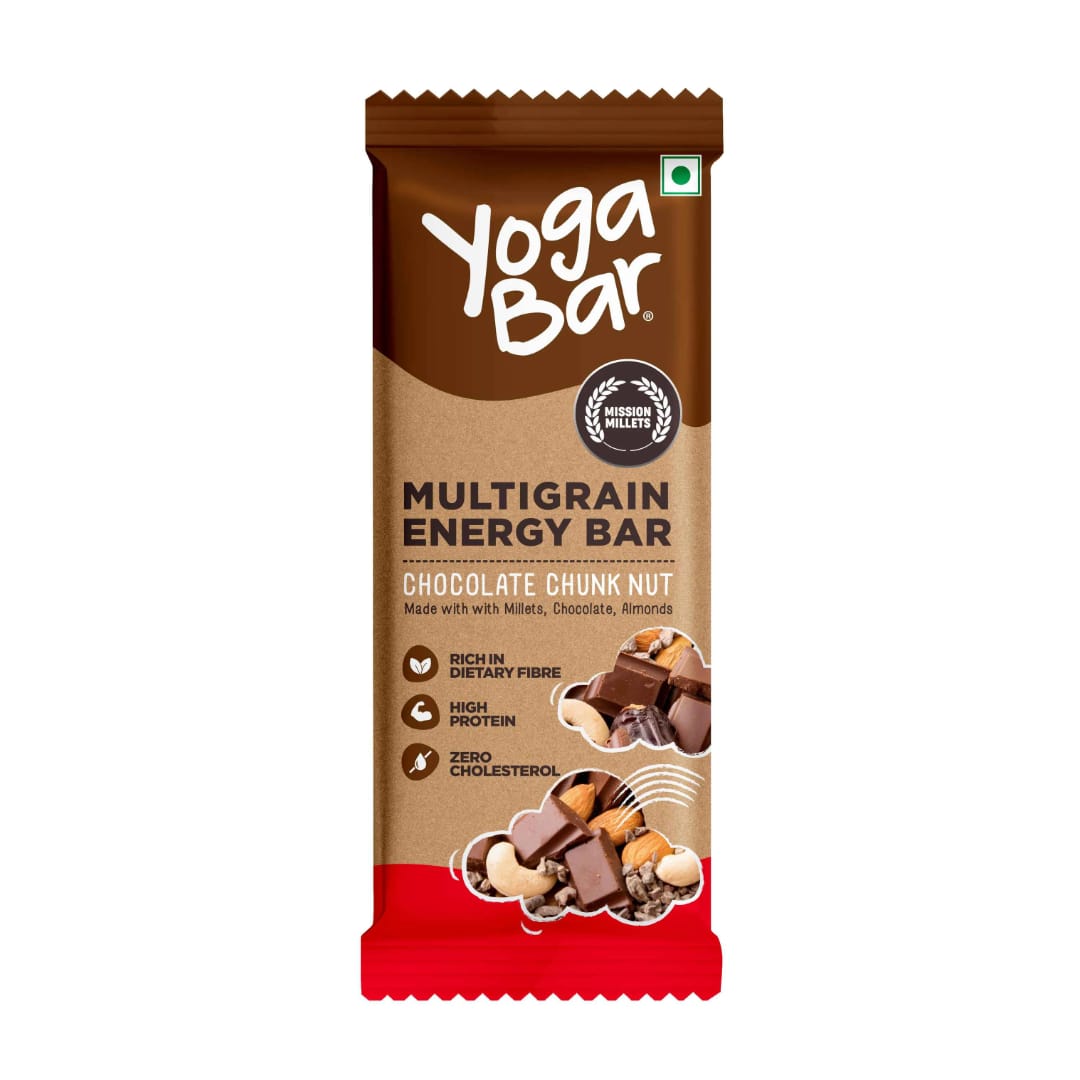 Yoga
Bar®
MISSION
MILLETS
MULTIGRAIN
ENERGY BAR
CHOCOLATE CHUNK NUT
Made with with Millets, Chocolate, Almonds
RICH IN
DIETARY FIBRE
HIGH
PROTEIN
ZERO
CHOLESTEROL